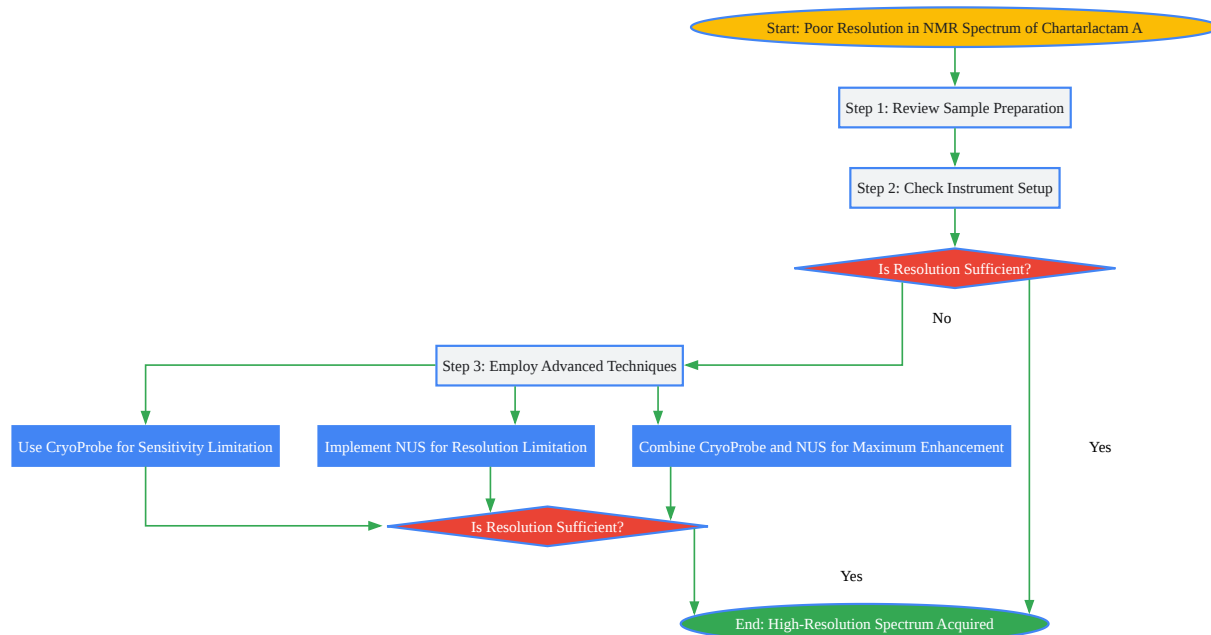 Start: Poor Resolution in NMR Spectrum of Chartarlactam A
Step 1: Review Sample Preparation
Step 2: Check Instrument Setup
Is Resolution Sufficient?
No
Step 3: Employ Advanced Techniques
Use CryoProbe for Sensitivity Limitation
Implement NUS for Resolution Limitation
Combine CryoProbe and NUS for Maximum Enhancement
Yes
Is Resolution Sufficient?
Yes
End: High-Resolution Spectrum Acquired